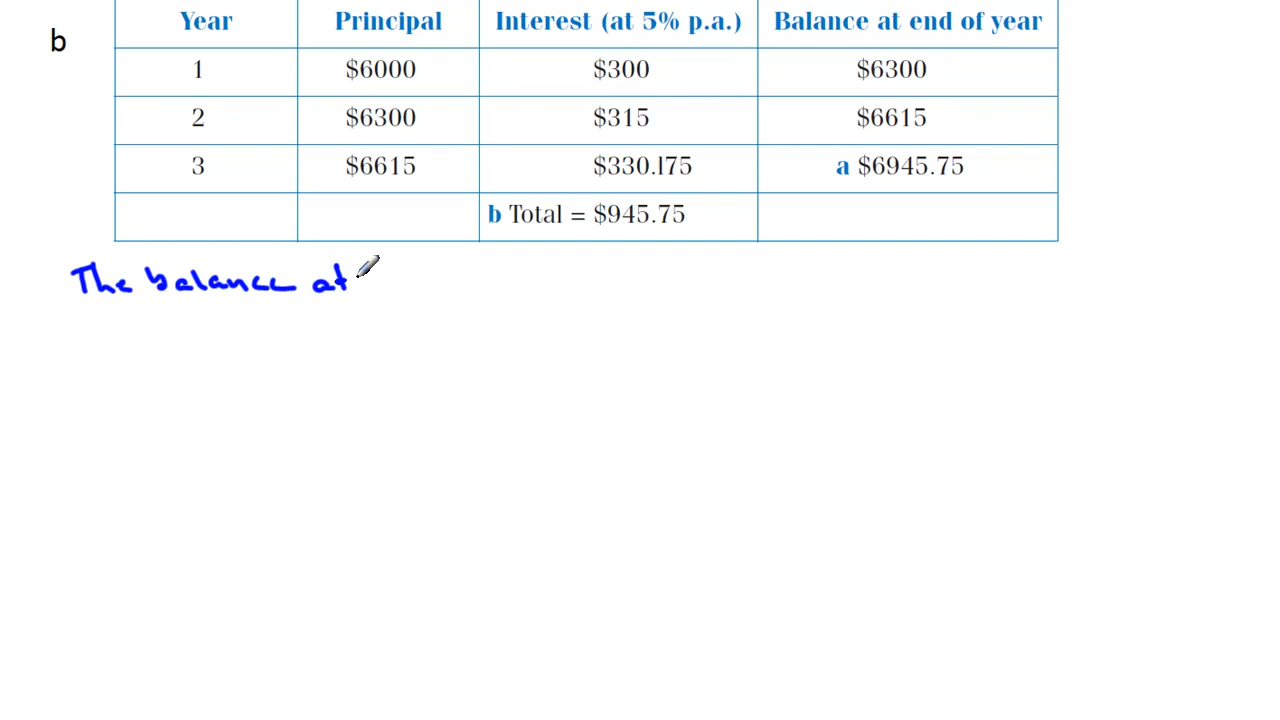 b
Year Principal Interest (at 5% p.a.) Balance at end of year
1 $6000 $300 $6300
2 $6300 $315 $6615
3 $6615 $330.175 a $6945.75
b Total = $945.75
The balance at